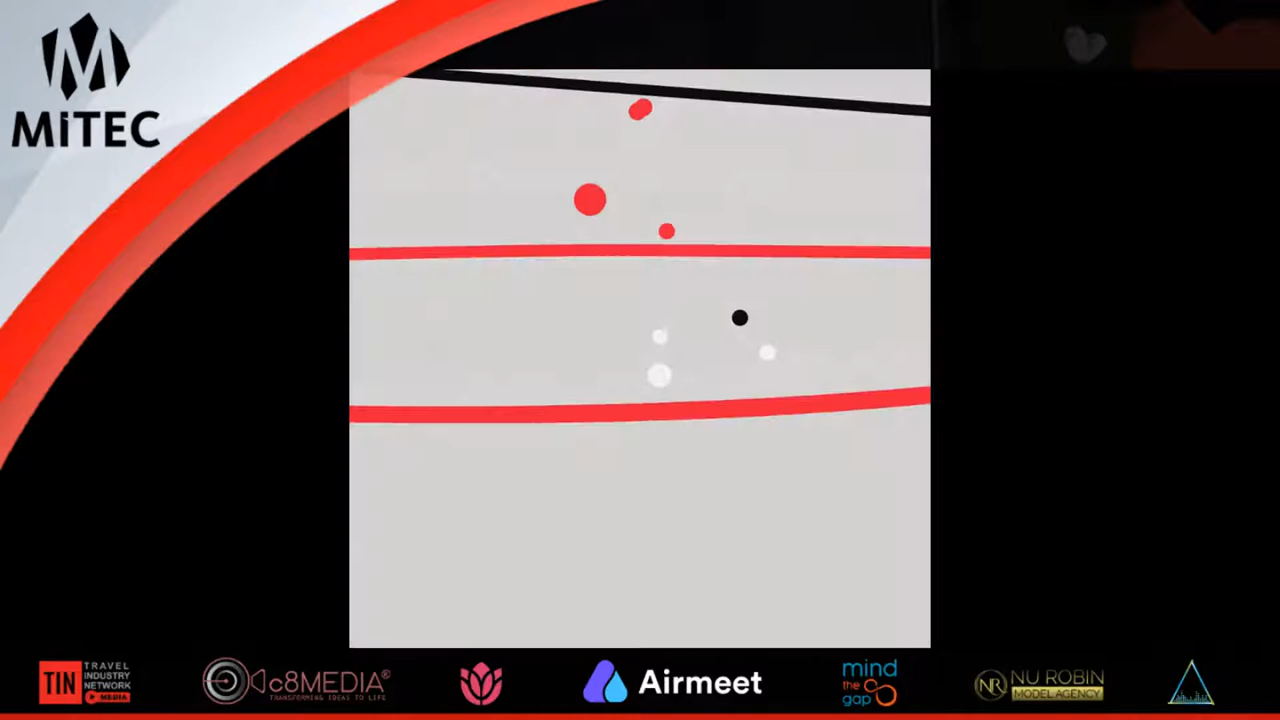 MiTEC
TIN
TRAVEL
INDUSTRY
NETWORK
MEDIA
c8MEDIA®
TRANSFORMING IDEAS TO LIFE
Airmeet
mind
the
gap
NR
NU ROBIN
MODEL AGENCY